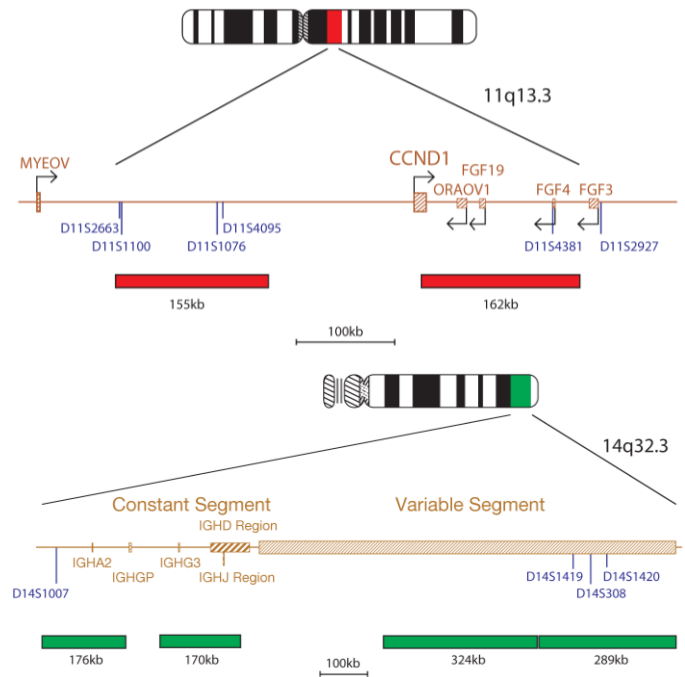 11q13.3
MYEOV
CCND1
FGF19
ORAOV1
FGF4
FGF3
D11S2663
D11S4095
D11S1100
D11S1076
D11S4381
D11S2927
155kb
162kb
100kb
14q32.3
Constant Segment
Variable Segment
IGHD Region
IGHA2
IGHG3
IGHGP
IGHJ Region
D14S1007
D14S1419
D14S1420
D14S308
176kb
170kb
324kb
289kb
100kb